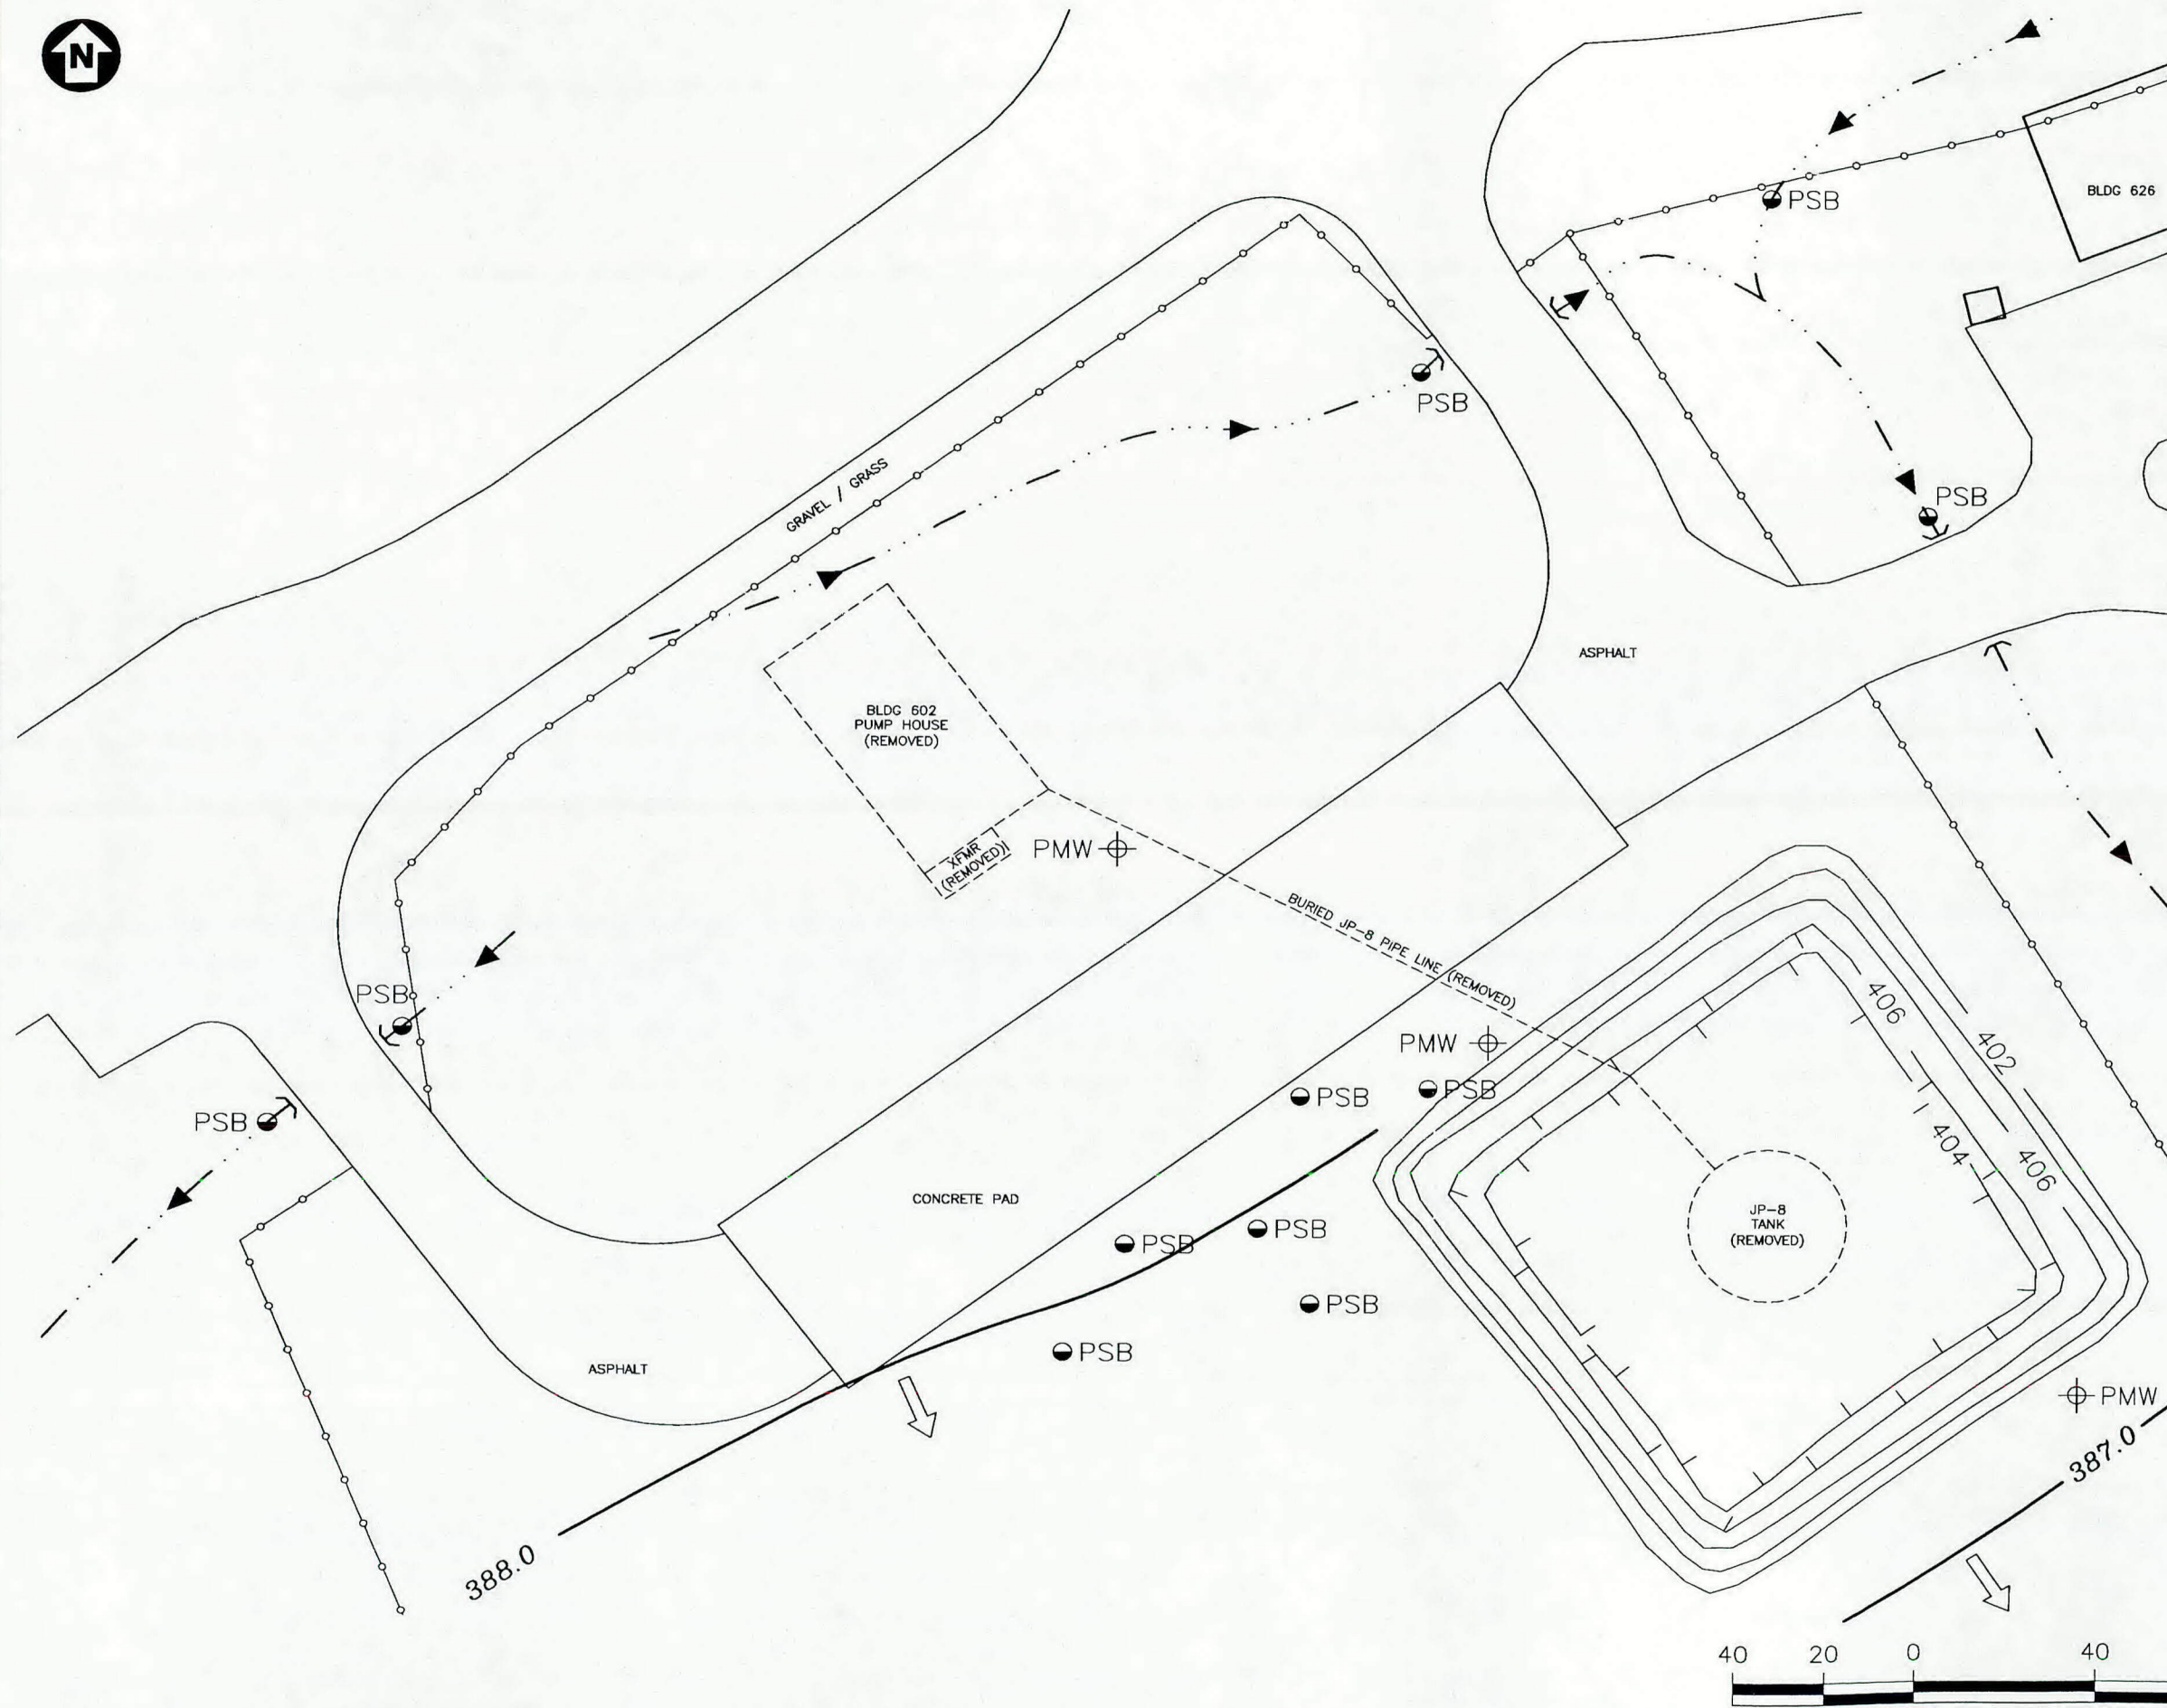 N
BLDG 626
PSB
PSB
PSB
GRAVEL / GRASS
ASPHALT
BLDG 602
PUMP HOUSE
(REMOVED)
XFMR
(REMOVED)
PMW
BURIED JP-8 PIPE LINE (REMOVED)
PSB
PMW
PSB
PSB
PSB
406
402
404
406
CONCRETE PAD
JP-8
TANK
(REMOVED)
PSB
PSB
PSB
PSB
ASPHALT
PMW
387.0
388.0
40 20 0 40